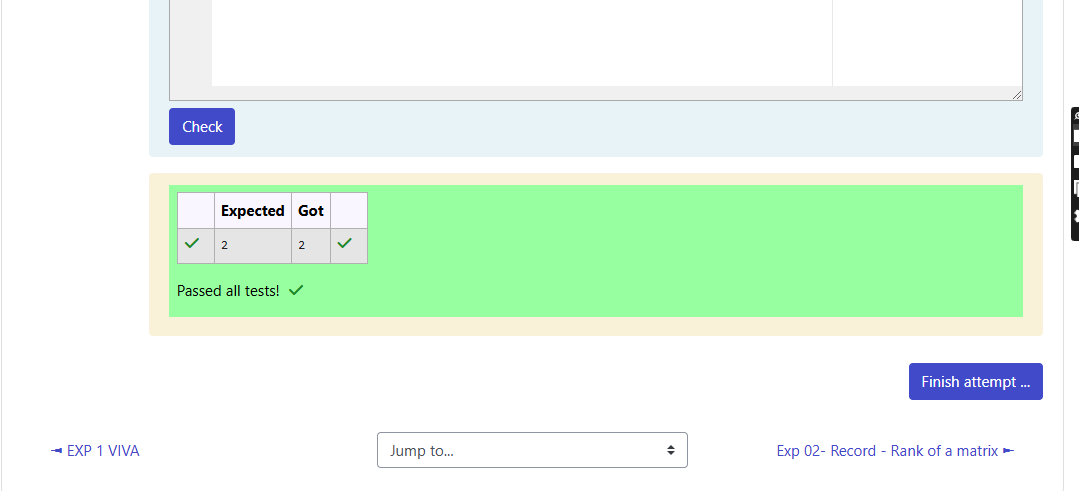 Check
Expected Got
2 2
Passed all tests!
Finish attempt ...
EXP 1 VIVA
Jump to...
Exp 02- Record - Rank of a matrix